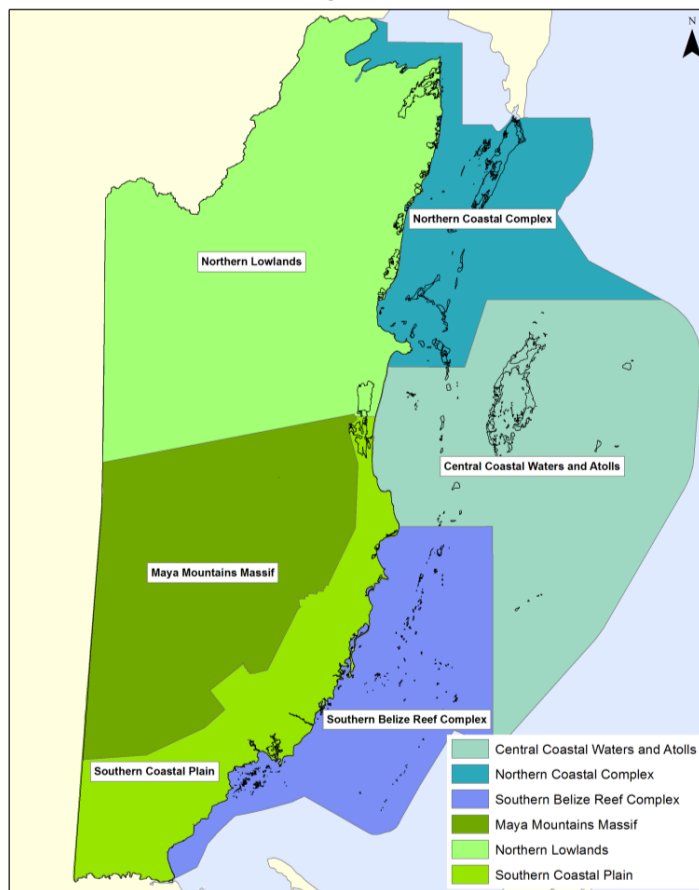 N
Northern Coastal Complex
Northern Lowlands
Central Coastal Waters and Atolls
Maya Mountains Massif
Southern Belize Reef Complex
Southern Coastal Plain
Central Coastal Waters and Atolls
Northern Coastal Complex
Southern Belize Reef Complex
Maya Mountains Massif
Northern Lowlands
Southern Coastal Plain